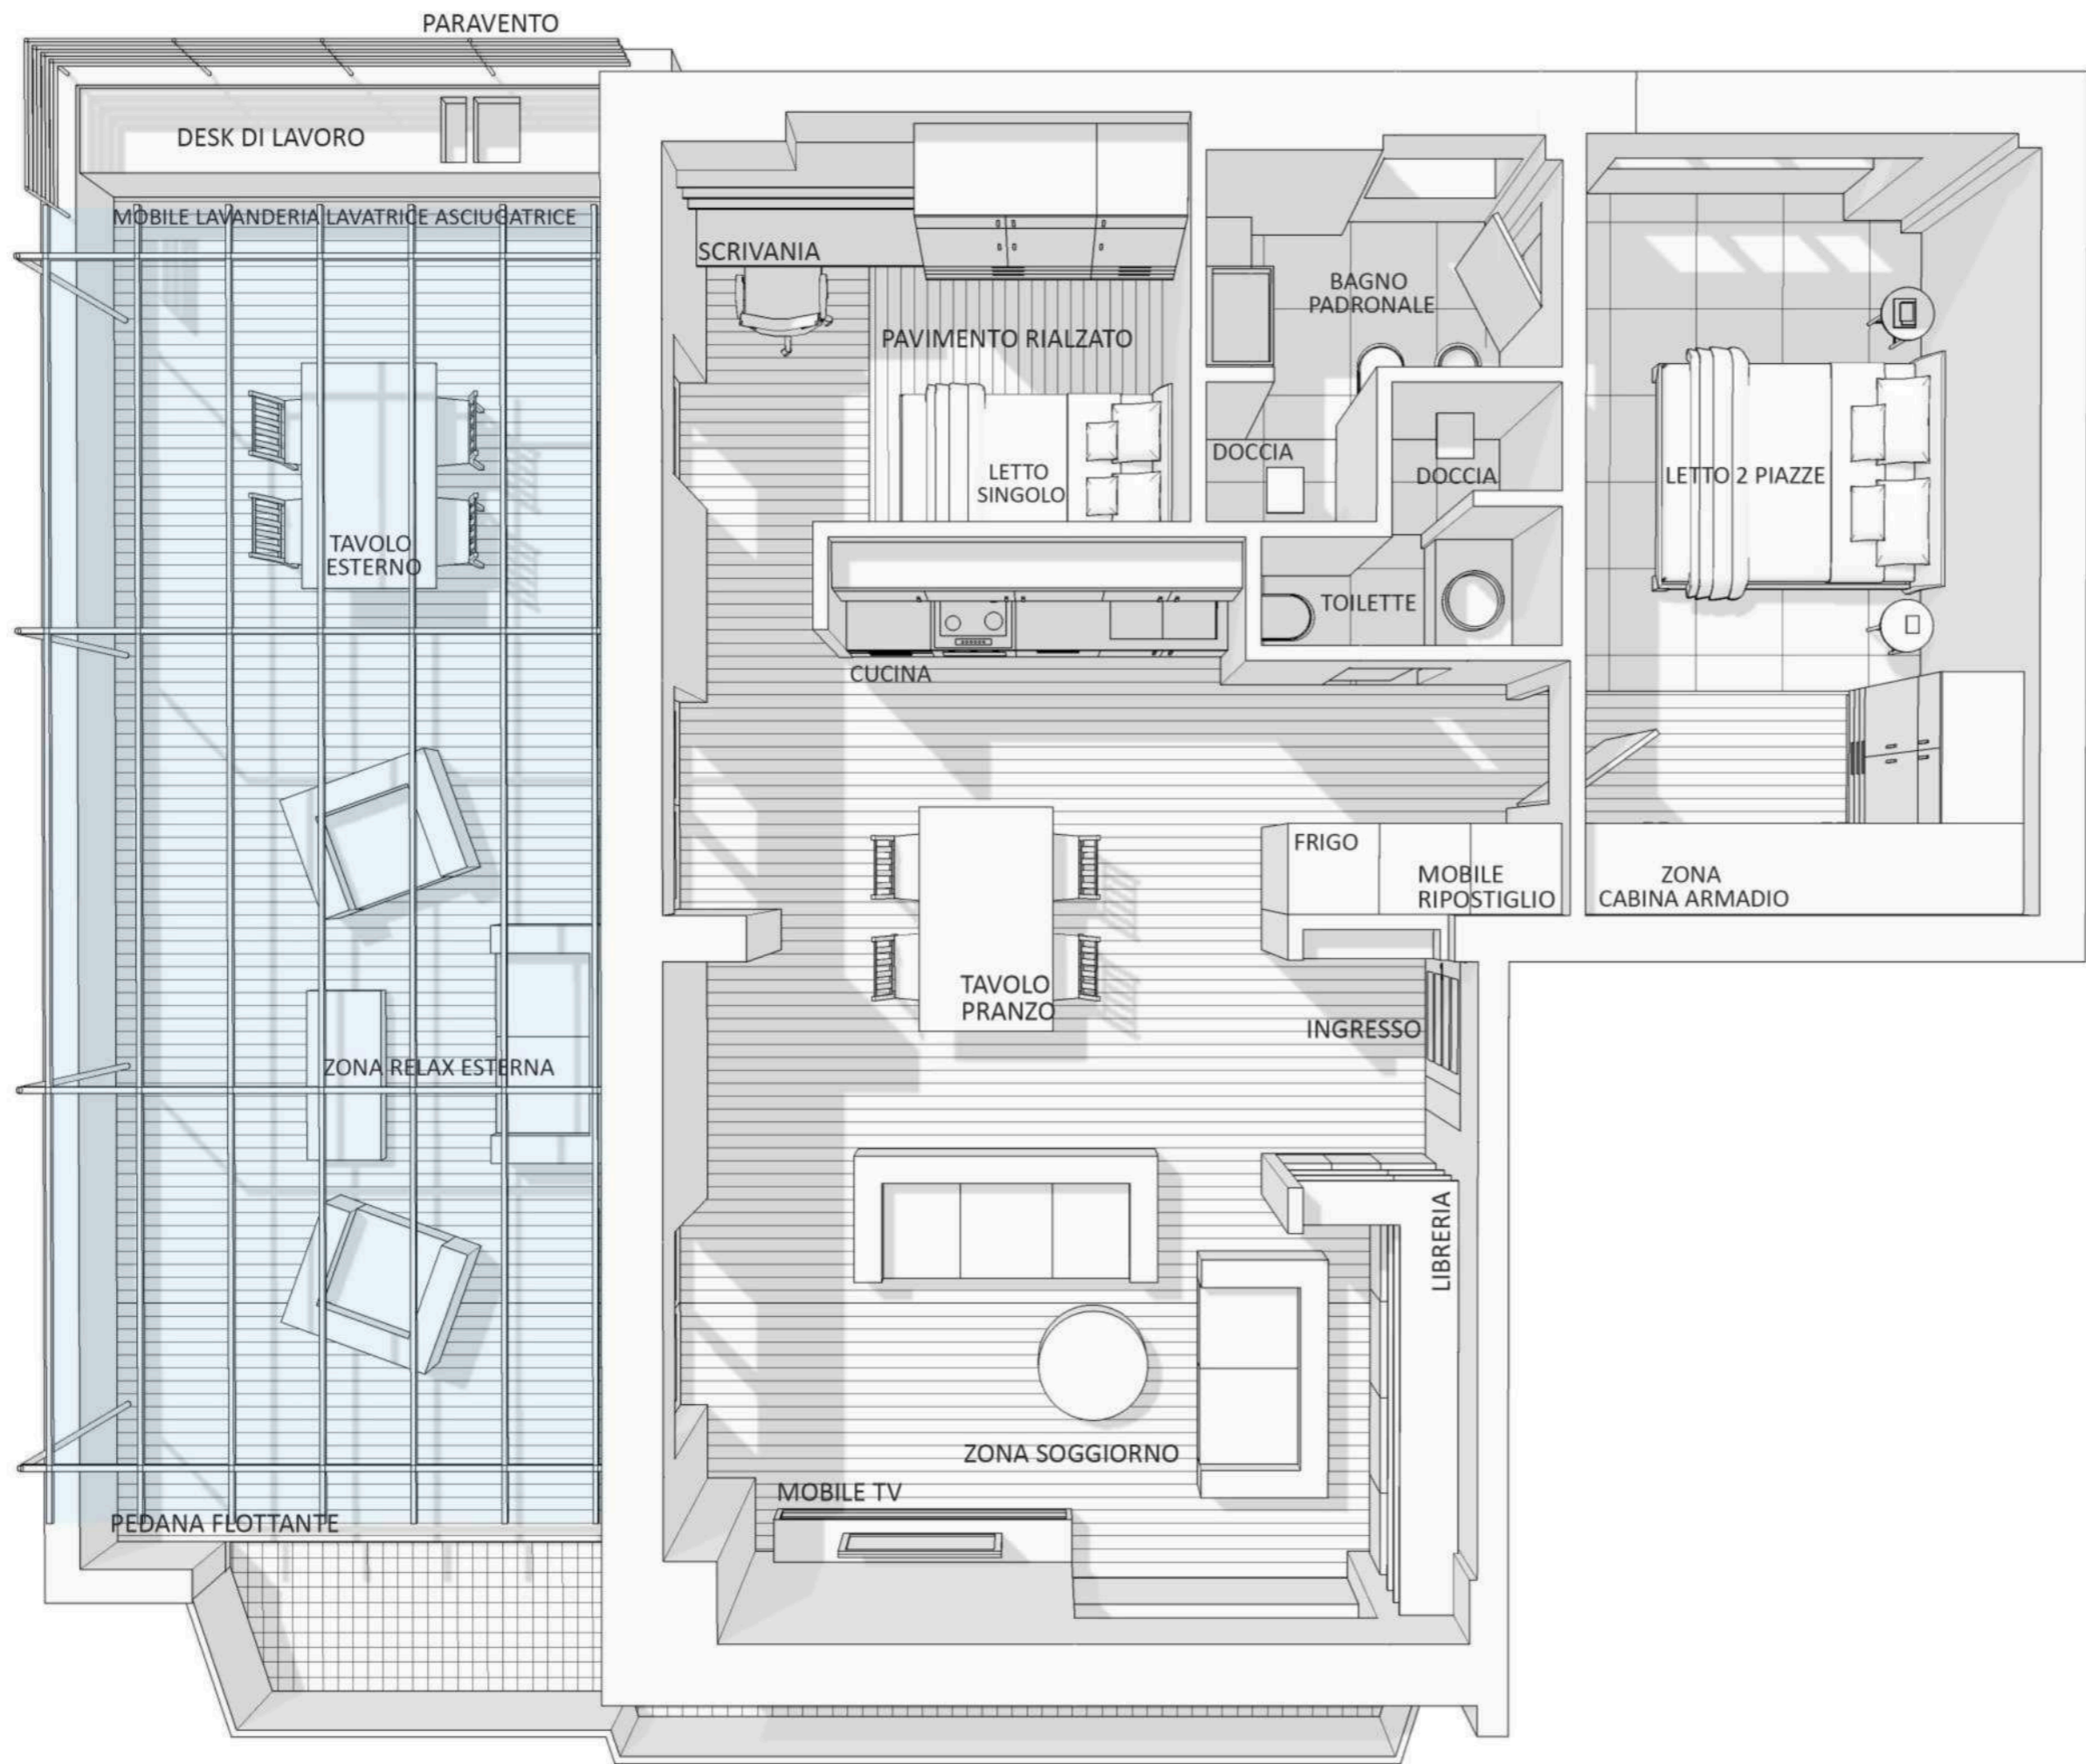 PARAVENTO
DESK DI LAVORO
MOBILE LAVANDERIA LAVATRICE ASCIUGATRICE
SCRIVANIA
PAVIMENTO RIALZATO
BAGNO
PADRONALE
LETTO
SINGOLO
DOCCIA
DOCCIA
LETTO 2 PIAZZE
TAVOLO
ESTERNO
TOILETTE
CUCINA
FRIGO
MOBILE
RIPOSTIGLIO
ZONA
CABINA ARMADIO
TAVOLO
PRANZO
INGRESSO
ZONA RELAX ESTERNA
LIBRERIA
ZONA SOGGIORNO
MOBILE TV
PEDANA FLOTTANTE